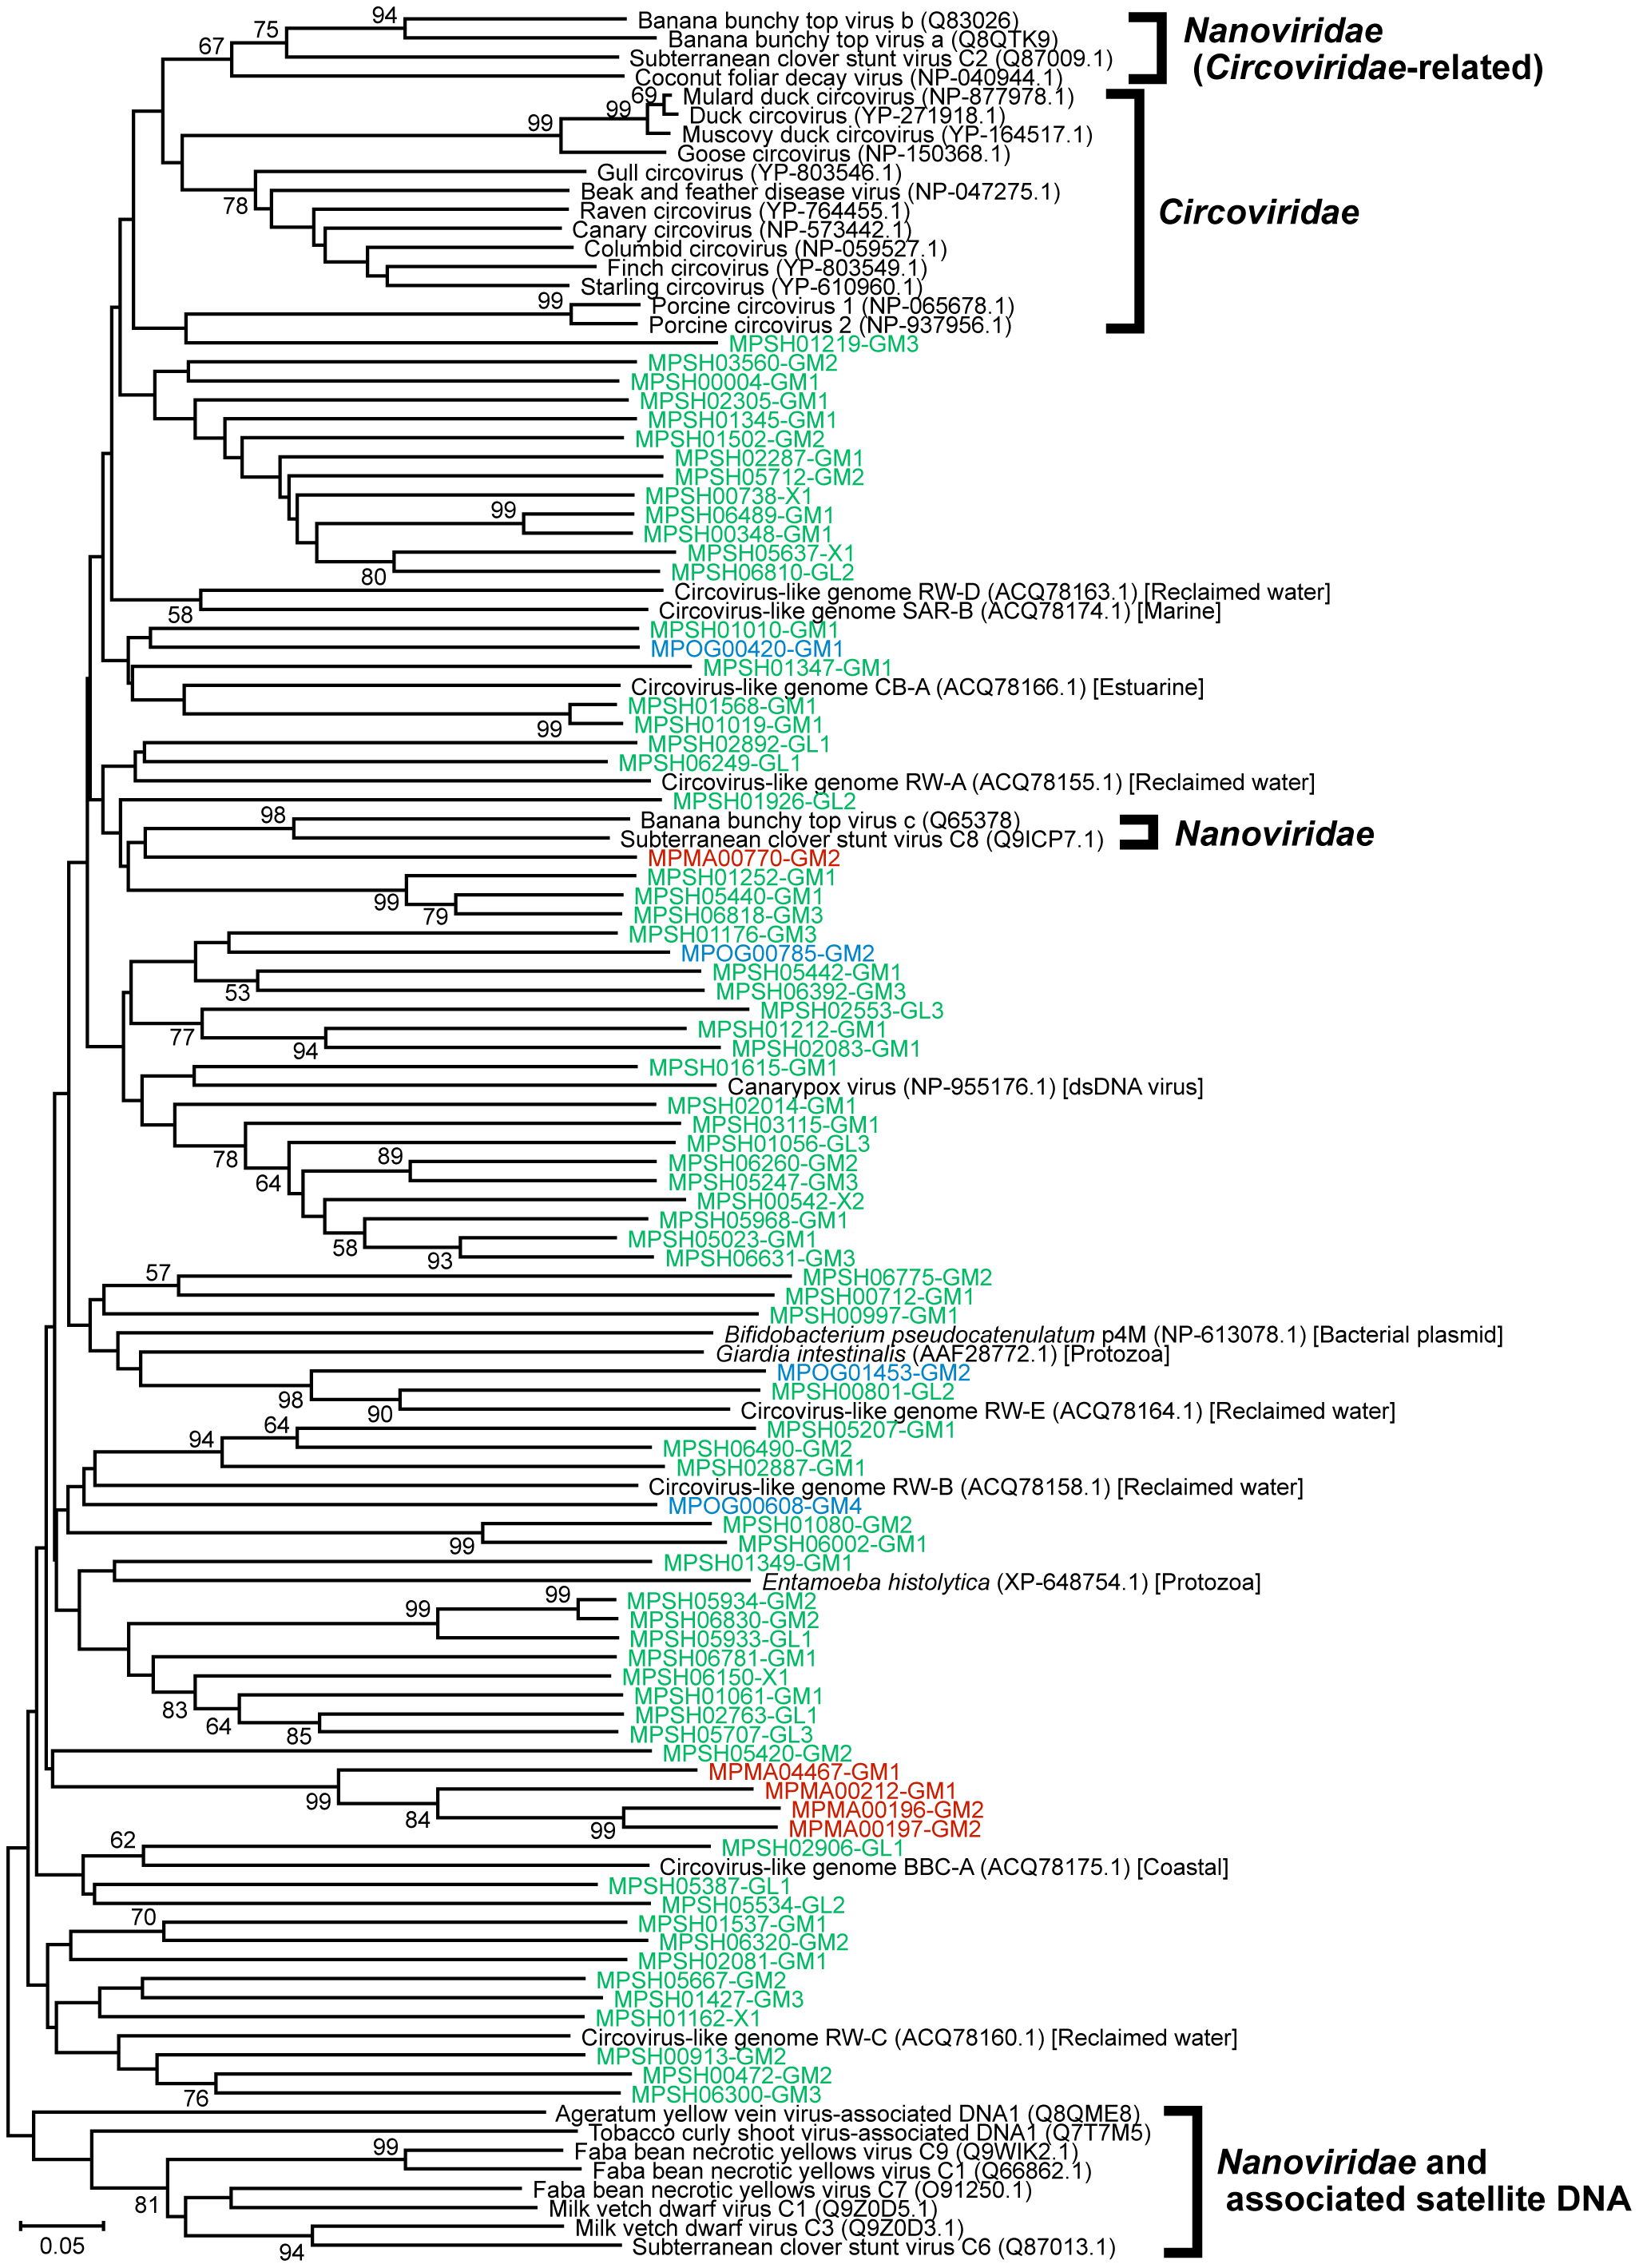 94
Banana bunchy top virus b (Q83026)
75
Banana bunchy top virus a (Q8QTK9)
67
Subterranean clover stunt virus C2 (Q87009.1)
Coconut foliar decay virus (NP-040944.1)
Nanoviridae
(Circoviridae-related)
69
Mulard duck circovirus (NP-877978.1)
99
Duck circovirus (YP-271918.1)
99
Muscovy duck circovirus (YP-164517.1)
Goose circovirus (NP-150368.1)
Gull circovirus (YP-803546.1)
78
Beak and feather disease virus (NP-047275.1)
Raven circovirus (YP-764455.1)
Circoviridae
Canary circovirus (NP-573442.1)
Columbid circovirus (NP-059527.1)
Finch circovirus (YP-803549.1)
Starling circovirus (YP-610960.1)
99
Porcine circovirus 1 (NP-065678.1)
Porcine circovirus 2 (NP-937956.1)
MPSH01219-GM3
MPSH03560-GM2
MPSH00004-GM1
MPSH02305-GM1
MPSH01345-GM1
MPSH01502-GM2
MPSH02287-GM1
MPSH05712-GM2
MPSH00738-X1
99
MPSH06489-GM1
MPSH00348-GM1
MPSH05637-X1
80
MPSH06810-GL2
Circovirus-like genome RW-D (ACQ78163.1) [Reclaimed water]
58
Circovirus-like genome SAR-B (ACQ78174.1) [Marine]
MPSH01010-GM1
MPOG00420-GM1
MPSH01347-GM1
Circovirus-like genome CB-A (ACQ78166.1) [Estuarine]
MPSH01568-GM1
99
MPSH01019-GM1
MPSH02892-GL1
MPSH06249-GL1
Circovirus-like genome RW-A (ACQ78155.1) [Reclaimed water]
MPSH01926-GL2
98
Banana bunchy top virus c (Q65378)
Subterranean clover stunt virus C8 (Q9ICP7.1)
Nanoviridae
MPMA00770-GM2
MPSH01252-GM1
99
MPSH05440-GM1
79
MPSH06818-GM3
MPSH01176-GM3
MPOG00785-GM2
MPSH05442-GM1
53
MPSH06392-GM3
MPSH02553-GL3
77
MPSH01212-GM1
94
MPSH02083-GM1
MPSH01615-GM1
Canarypox virus (NP-955176.1) [dsDNA virus]
MPSH02014-GM1
MPSH03115-GM1
78
MPSH01056-GL3
64
89
MPSH06260-GM2
MPSH05247-GM3
MPSH00542-X2
MPSH05968-GM1
58
MPSH05023-GM1
93
MPSH06631-GM3
57
MPSH06775-GM2
MPSH00712-GM1
MPSH00997-GM1
Bifidobacterium pseudocatenulatum p4M (NP-613078.1) [Bacterial plasmid]
Giardia intestinalis (AAF28772.1) [Protozoa]
MPOG01453-GM2
98
MPSH00801-GL2
90
Circovirus-like genome RW-E (ACQ78164.1) [Reclaimed water]
64
MPSH05207-GM1
94
MPSH06490-GM2
MPSH02887-GM1
Circovirus-like genome RW-B (ACQ78158.1) [Reclaimed water]
MPOG00608-GM4
MPSH01080-GM2
99
MPSH06002-GM1
MPSH01349-GM1
Entamoeba histolytica (XP-648754.1) [Protozoa]
99
MPSH05934-GM2
99
MPSH06830-GM2
MPSH05933-GL1
MPSH06781-GM1
MPSH06150-X1
83
MPSH01061-GM1
64
MPSH02763-GL1
85
MPSH05707-GL3
MPSH05420-GM2
MPMA04467-GM1
99
MPMA00212-GM1
84
MPMA00196-GM2
99
MPMA00197-GM2
62
MPSH02906-GL1
Circovirus-like genome BBC-A (ACQ78175.1) [Coastal]
MPSH05387-GL1
MPSH05534-GL2
70
MPSH01537-GM1
MPSH06320-GM2
MPSH02081-GM1
MPSH05667-GM2
MPSH01427-GM3
MPSH01162-X1
Circovirus-like genome RW-C (ACQ78160.1) [Reclaimed water]
MPSH00913-GM2
MPSH00472-GM2
76
MPSH06300-GM3
Ageratum yellow vein virus-associated DNA1 (Q8QME8)
Tobacco curly shoot virus-associated DNA1 (Q7T7M5)
99
Faba bean necrotic yellows virus C9 (Q9WIK2.1)
Faba bean necrotic yellows virus C1 (Q66862.1)
81
Faba bean necrotic yellows virus C7 (O91250.1)
Milk vetch dwarf virus C1 (Q9Z0D5.1)
Milk vetch dwarf virus C3 (Q9Z0D3.1)
94
Subterranean clover stunt virus C6 (Q87013.1)
Nanoviridae and
associated satellite DNA
0.05